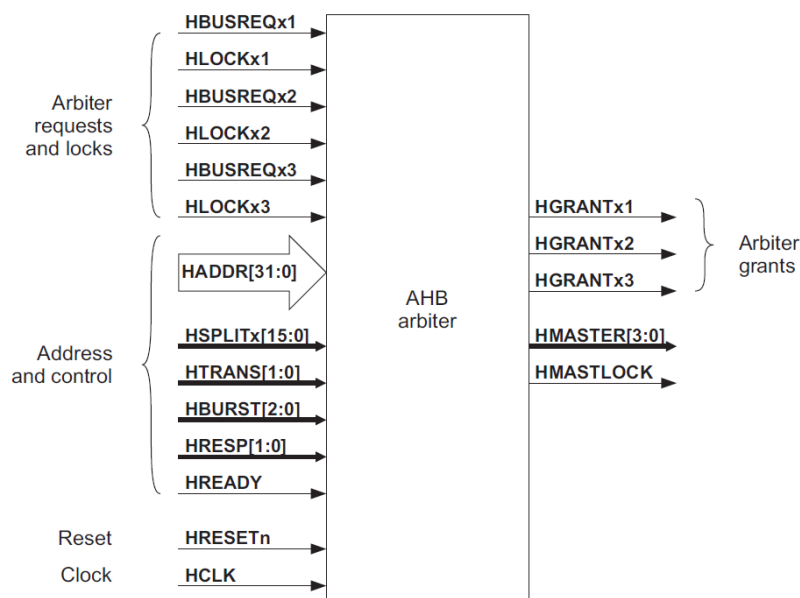 HBUSREQx1
HLOCKx1
HBUSREQx2
HLOCKx2
HBUSREQx3
HLOCKx3
Arbiter
requests
and locks
HADDR[31:0]
HSPLITx[15:0]
HTRANS[1:0]
HBURST[2:0]
HRESP[1:0]
HREADY
Address
and control
Reset
HRESETn
Clock
HCLK
AHB
arbiter
HGRANTx1
HGRANTx2
HGRANTx3
Arbiter
grants
HMASTER[3:0]
HMASTLOCK